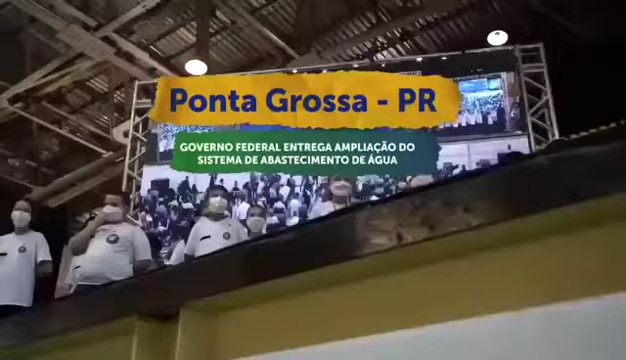 Ponta Grossa - PR
GOVERNO FEDERAL ENTREGA AMPLIAÇÃO DO
SISTEMA DE ABASTECIMENTO DE ÁGUA